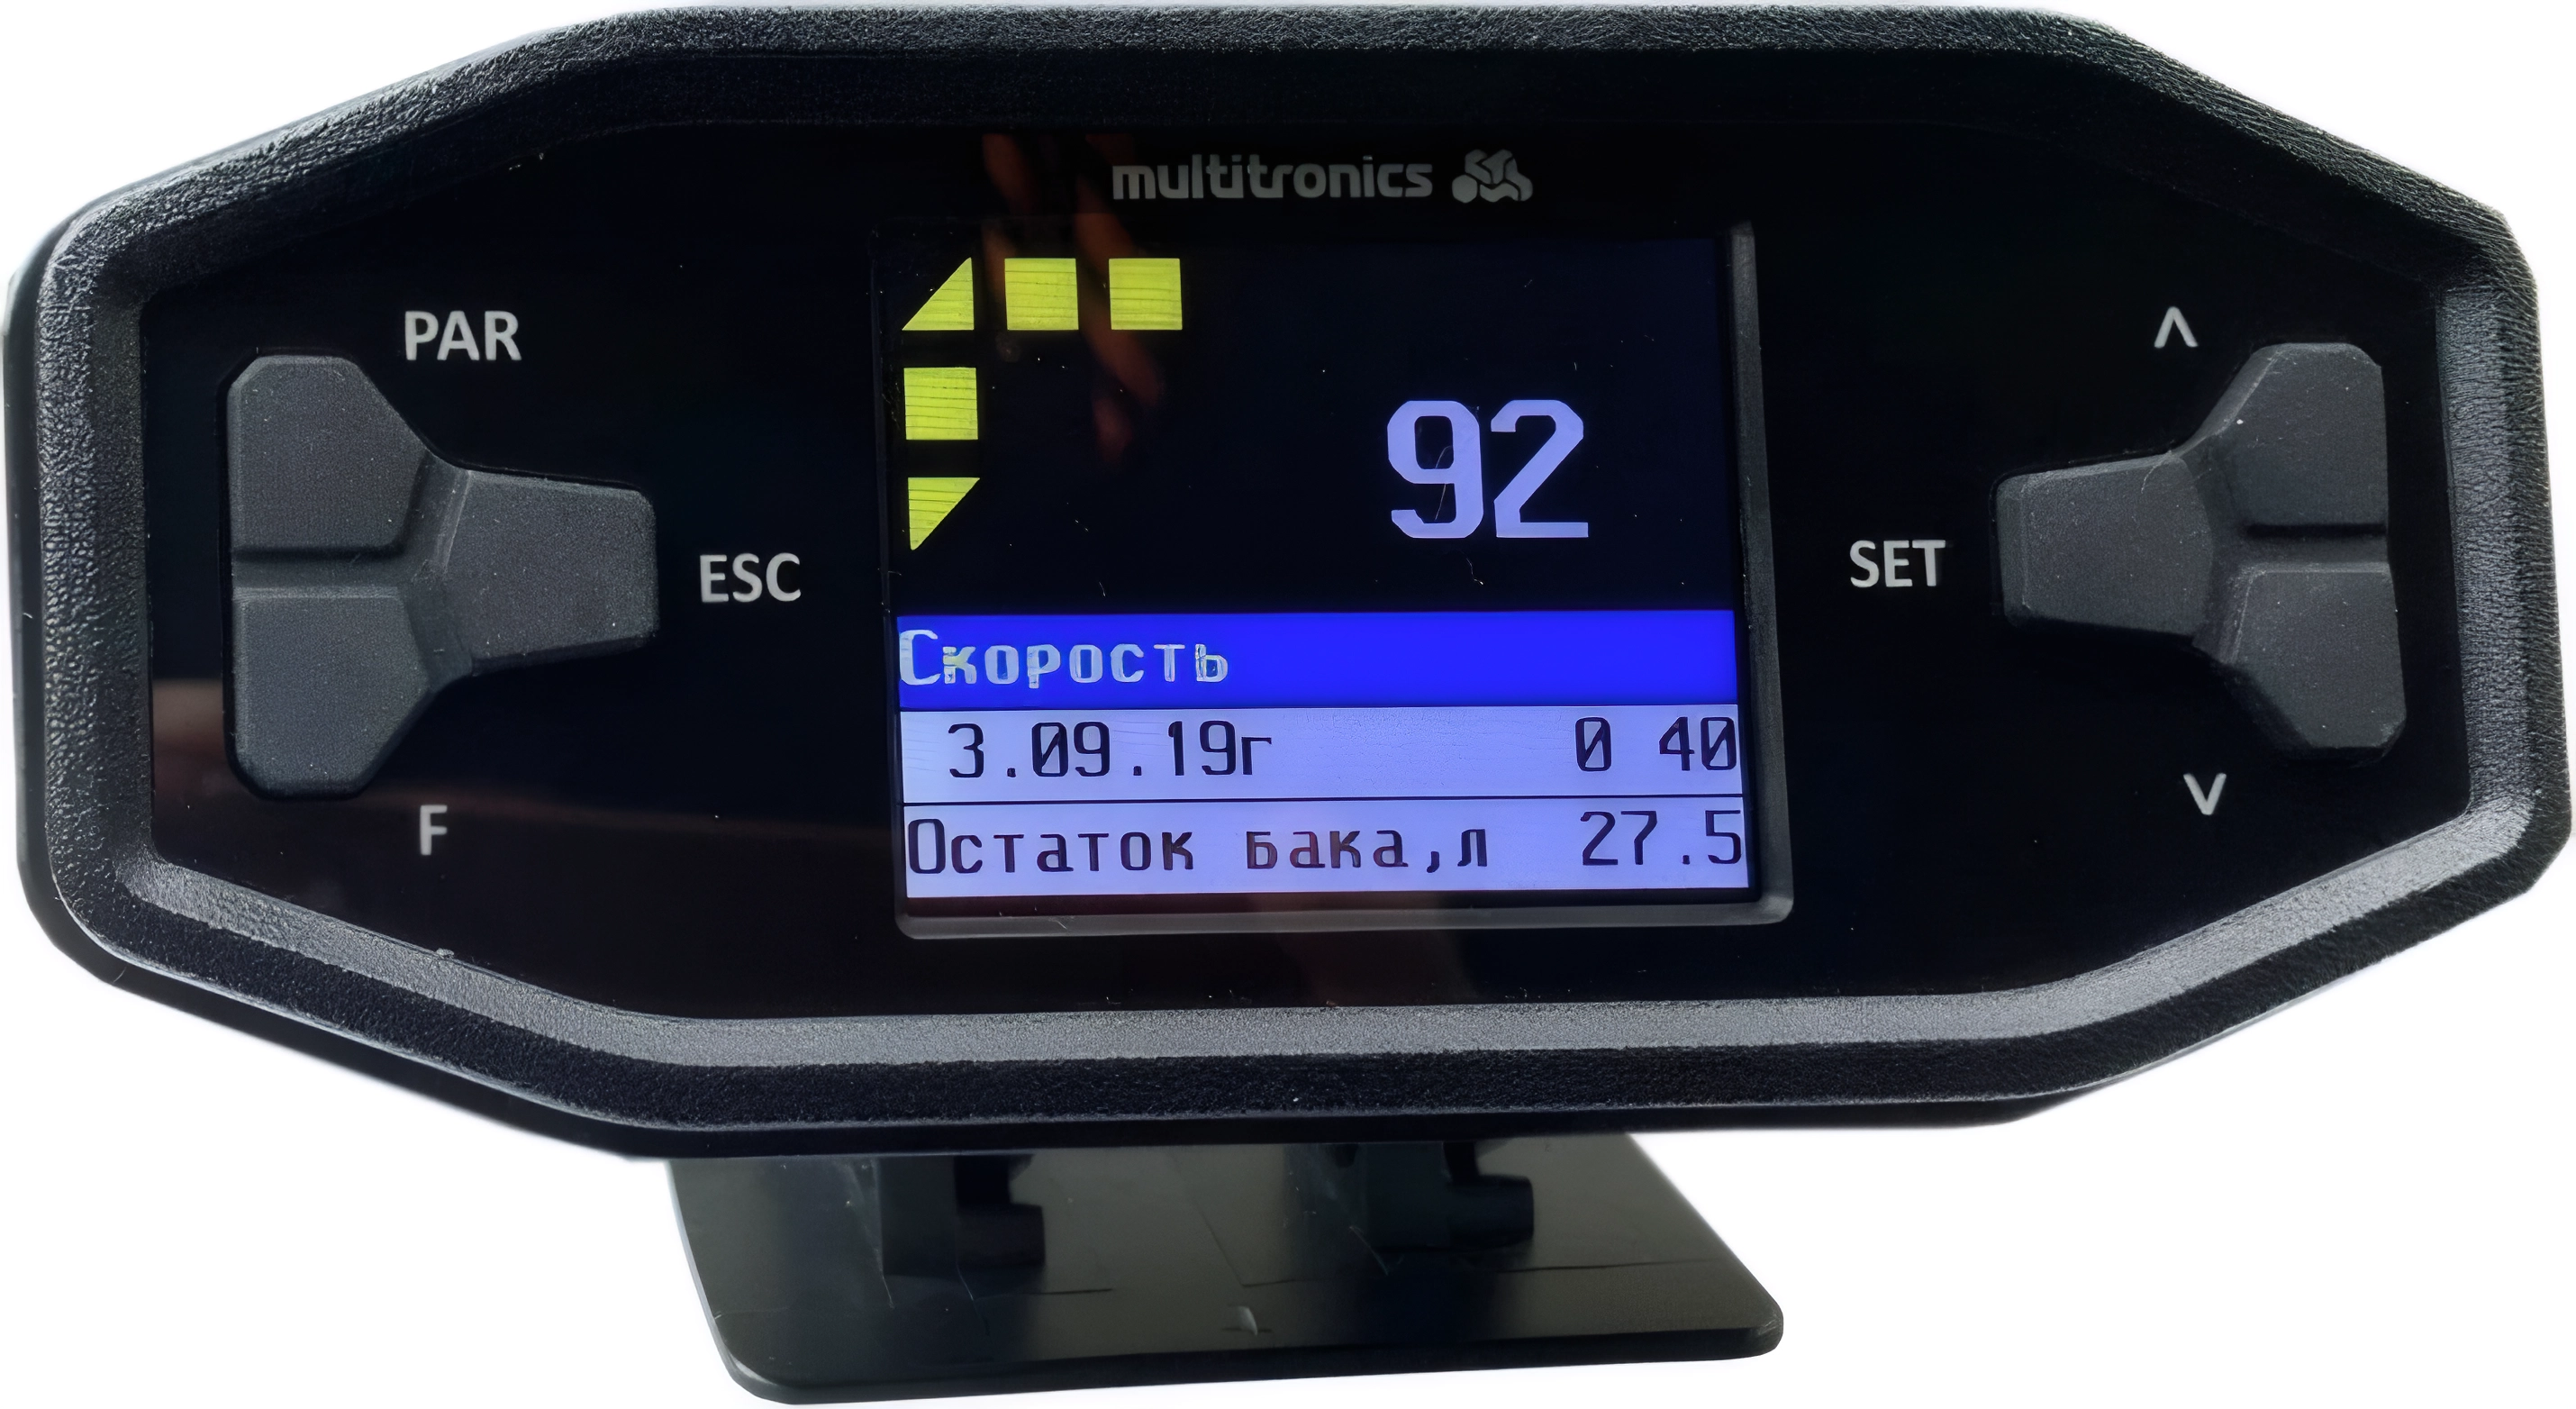 multitronics
PAR
Λ
92
ESC
SET
Скорость
3.09.19г 0 40
F
V
Остаток бака,л 27.5